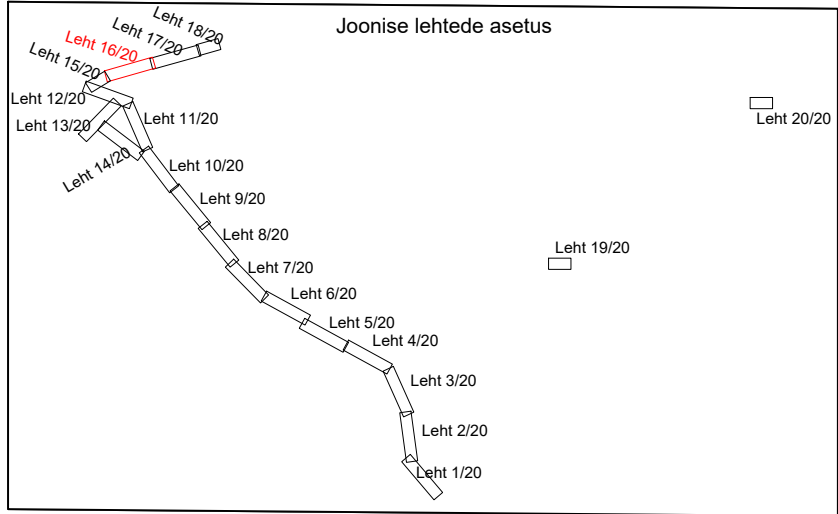 Joonise lehtede asetus
Leht 18/20
Leht 17/20
Leht 16/20
Leht 15/20
Leht 12/20
Leht 11/20
Leht 13/20
Leht 14/20
Leht 10/20
Leht 9/20
Leht 8/20
Leht 7/20
Leht 6/20
Leht 5/20
Leht 4/20
Leht 3/20
Leht 2/20
Leht 1/20
Leht 20/20
Leht 19/20